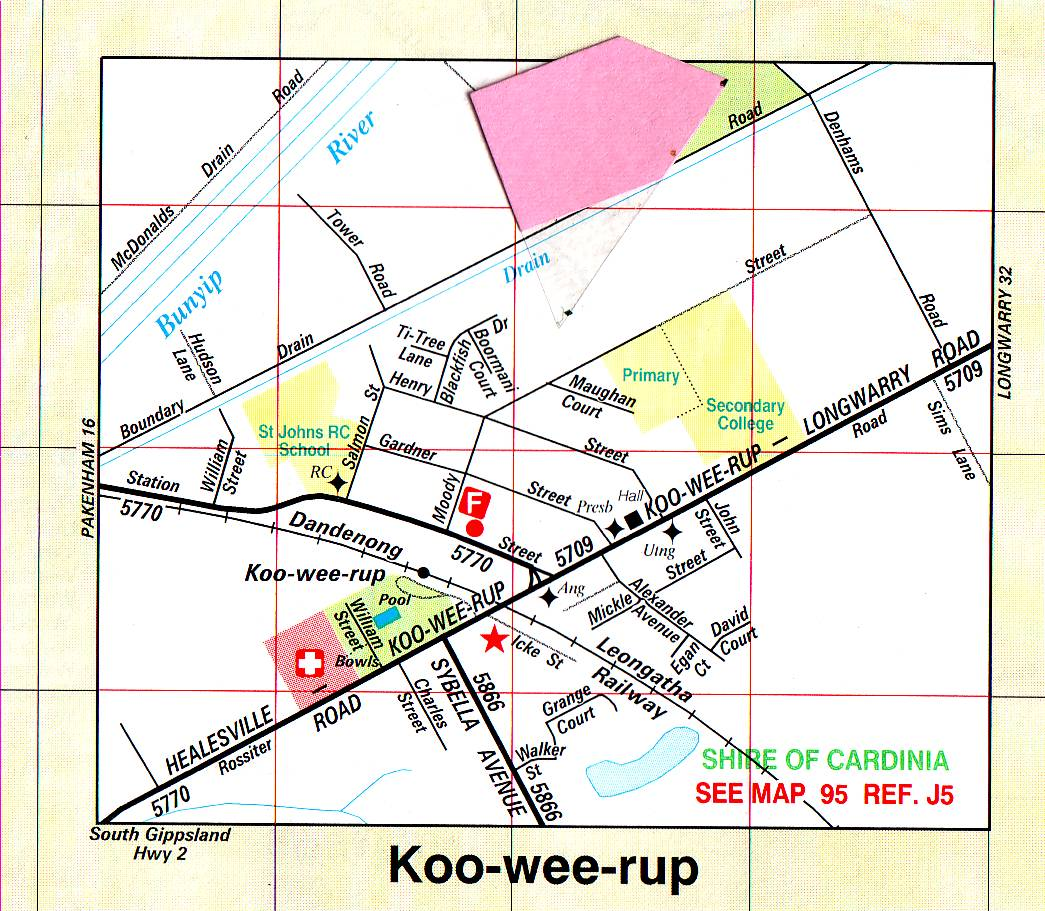 Road
Drain
McDonalds
River
Bunyip
Tower
Road
Road
Denhams
Road
Drain
Street
Hudson
Lane
Drain
Boundary
Ti-Tree
Lane
Henry
Blackfish
Dr
Boormani
Court
Maughan
Court
Primary
Secondary
College
LONGWARRY
ROAD
5709
Road
Sims
Lane
LONGWARRY 32
PAKENHAM 16
St Johns RC
School
RC
Salmon
St
Gardner
Street
Street
Moody
F
William
Street
Station
5770
Dandenong
5770
Street
5709
Presb
Hall
KOO-WEE-RUP
Uing
John
Street
Street
Ang
Mickle
Alexander
Avenue
David
Court
Egan
Ct
Koo-wee-rup
Pool
William
Street
Bowls
KOO-WEE-RUP
Icke St
Leongatha
Railway
SYBELLA
5866
AVENUE
5866
Charles
Street
Grange
Court
Walker
St
HEALESVILLE
ROAD
Rossiter
5770
SHIRE OF CARDINIA
SEE MAP 95 REF. J5
South Gippsland
Hwy 2
Koo-wee-rup